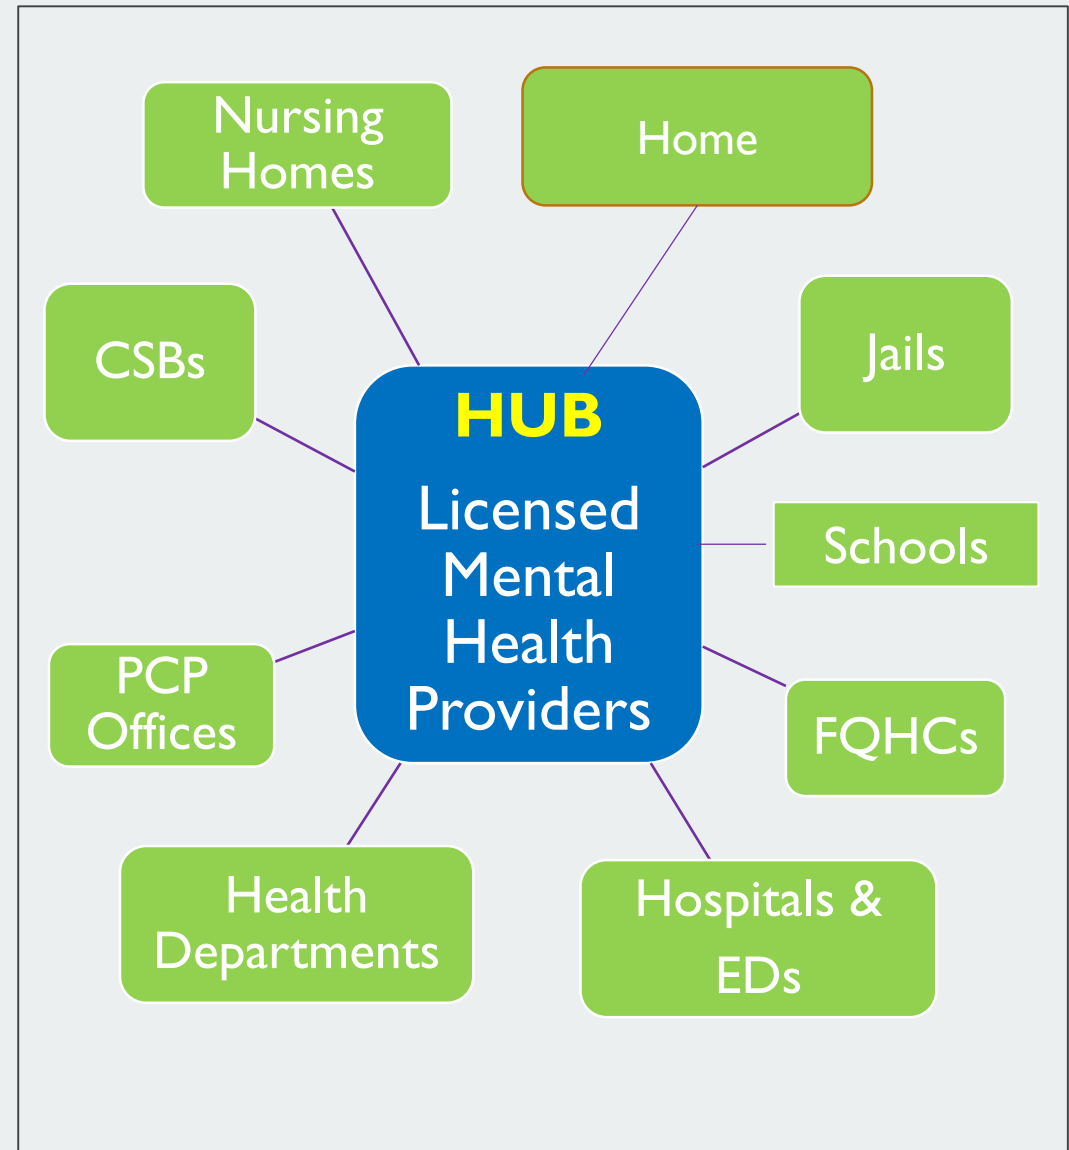 Nursing
Homes
Home
CSBs
Jails
HUB
Licensed
Mental
Health
Providers
Schools
PCP
Offices
FQHCs
Health
Departments
Hospitals &
EDs